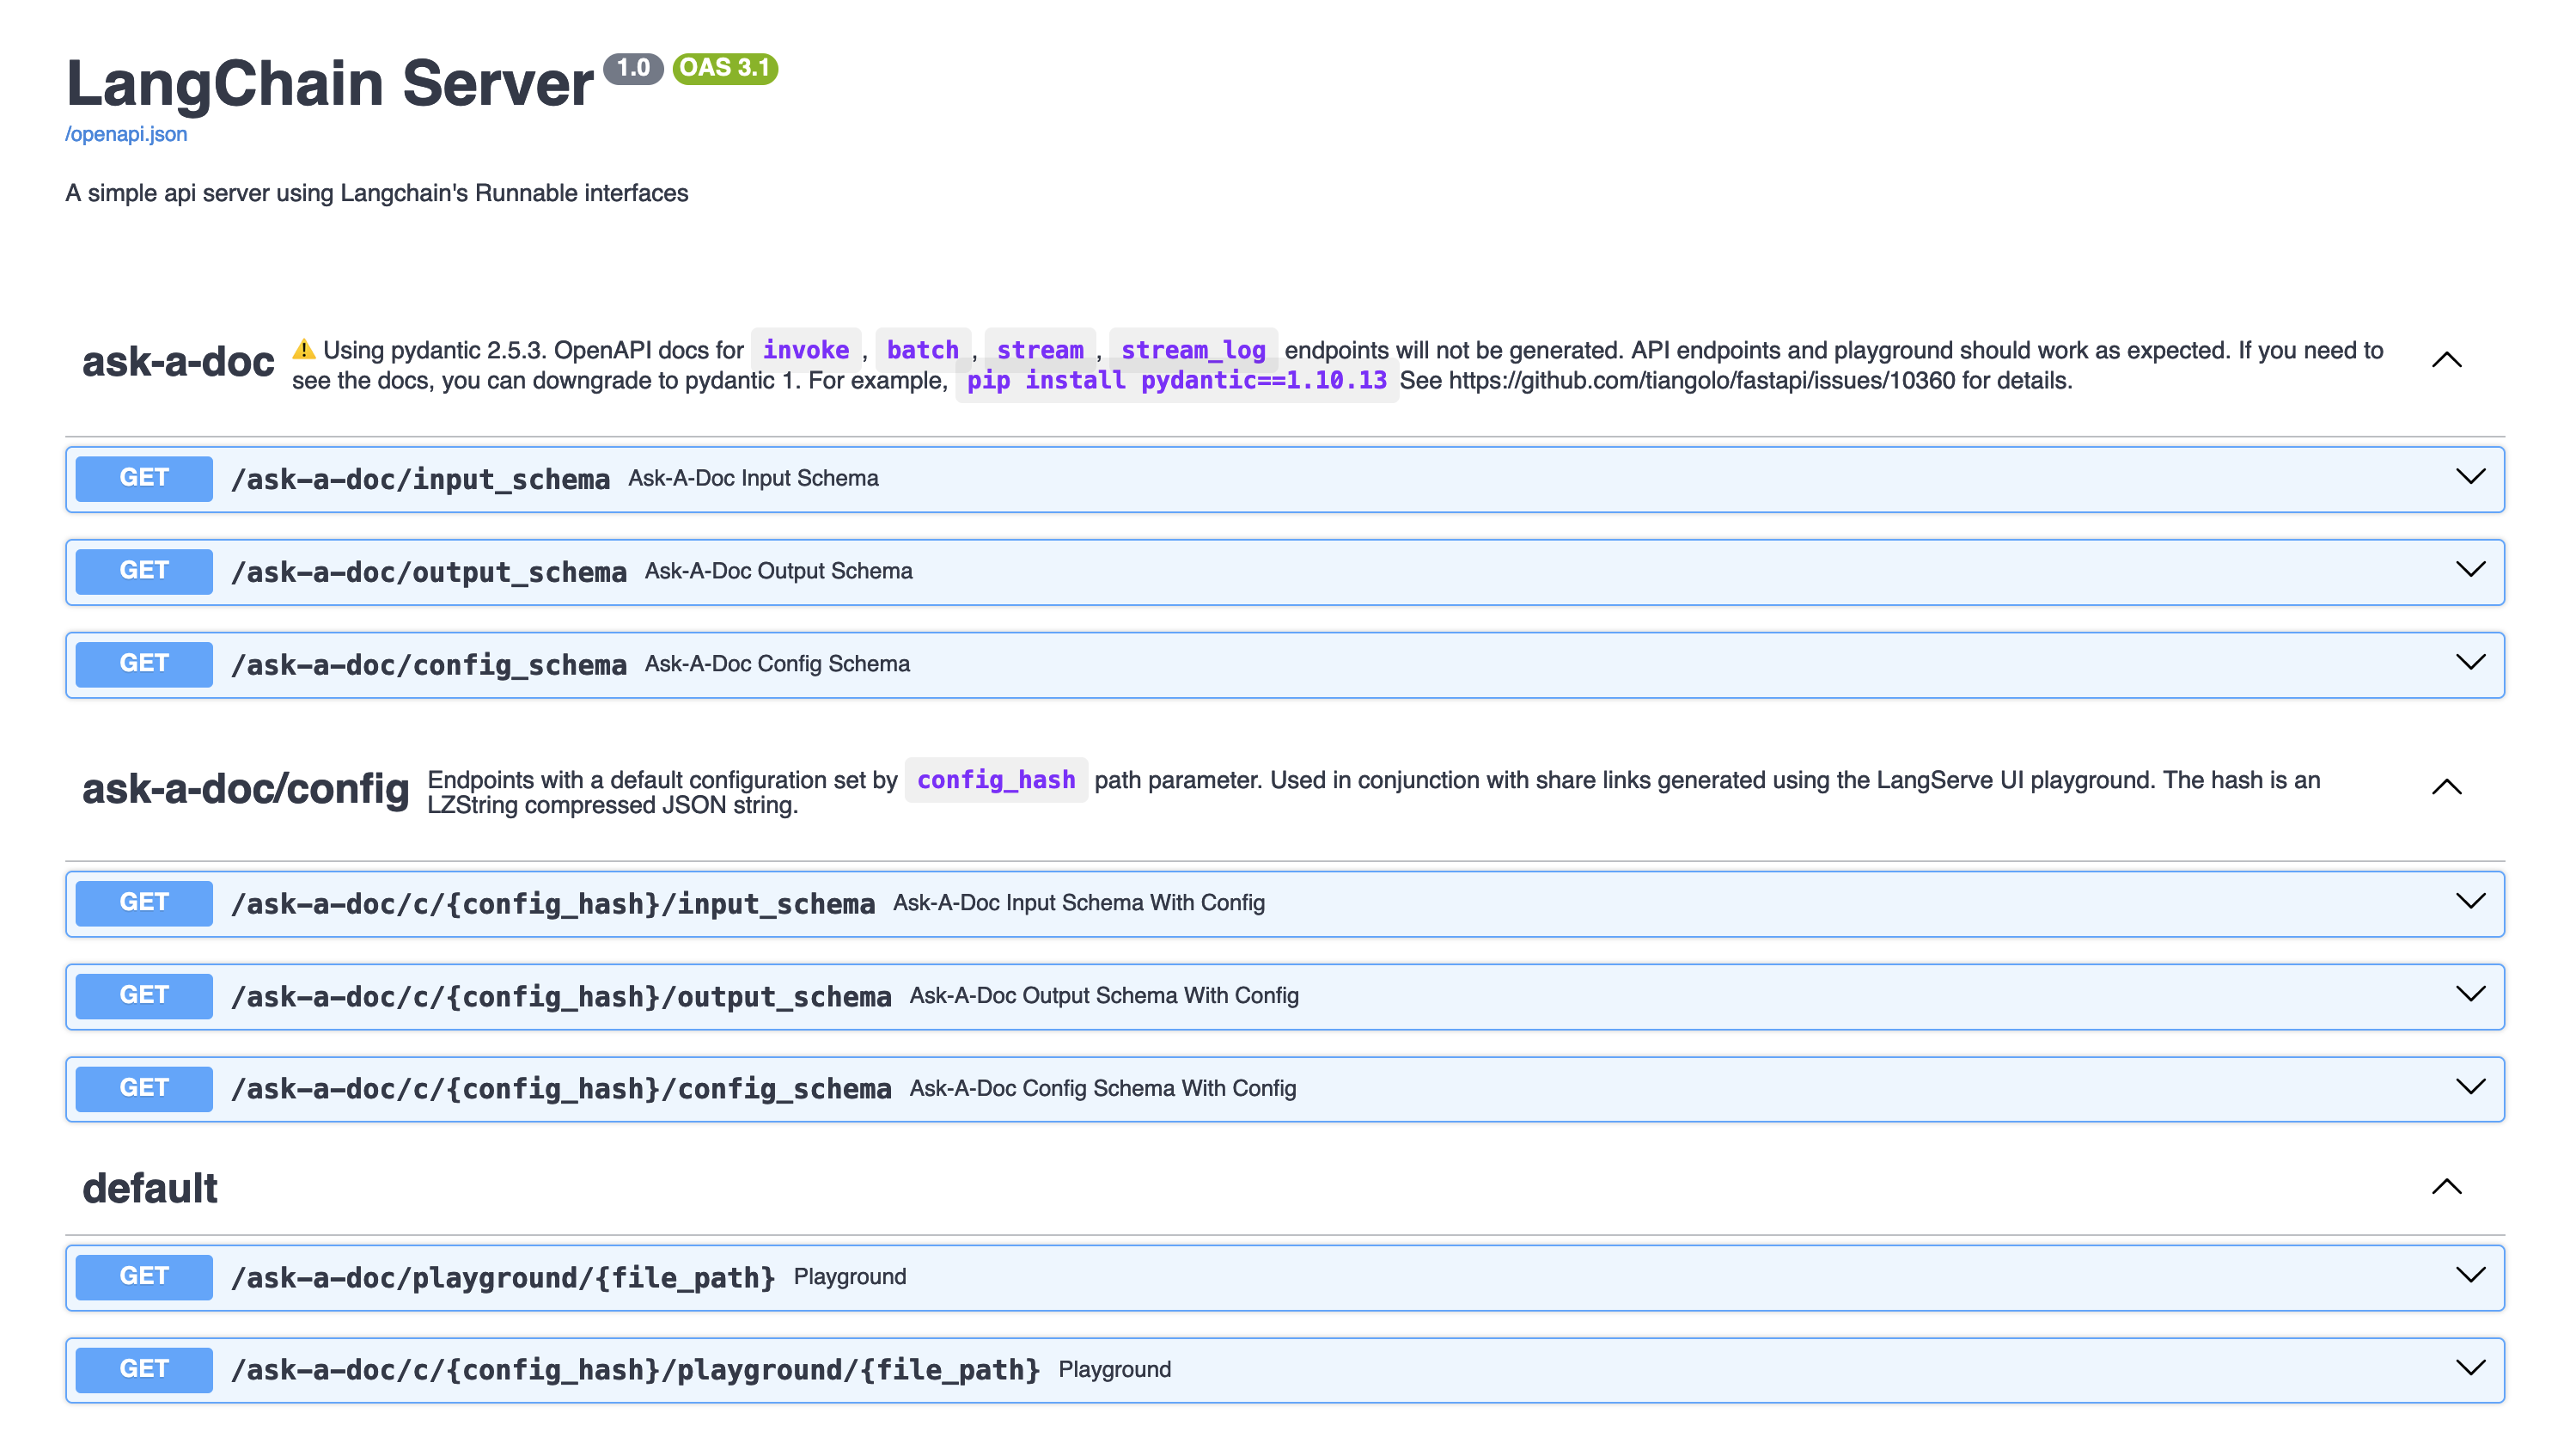 LangChain Server 1.0 OAS 3.1
/openapi.json
A simple api server using Langchain's Runnable interfaces
ask-a-doc ⚠️ Using pydantic 2.5.3. OpenAPI docs for invoke , batch , stream , stream_log endpoints will not be generated. API endpoints and playground should work as expected. If you need to
see the docs, you can downgrade to pydantic 1. For example, pip install pydantic==1.10.13 See https://github.com/tiangolo/fastapi/issues/10360 for details.
GET /ask-a-doc/input_schema Ask-A-Doc Input Schema
GET /ask-a-doc/output_schema Ask-A-Doc Output Schema
GET /ask-a-doc/config_schema Ask-A-Doc Config Schema
ask-a-doc/config Endpoints with a default configuration set by config_hash path parameter. Used in conjunction with share links generated using the LangServe UI playground. The hash is an
LZString compressed JSON string.
GET /ask-a-doc/c/{config_hash}/input_schema Ask-A-Doc Input Schema With Config
GET /ask-a-doc/c/{config_hash}/output_schema Ask-A-Doc Output Schema With Config
GET /ask-a-doc/c/{config_hash}/config_schema Ask-A-Doc Config Schema With Config
default
GET /ask-a-doc/playground/{file_path} Playground
GET /ask-a-doc/c/{config_hash}/playground/{file_path} Playground